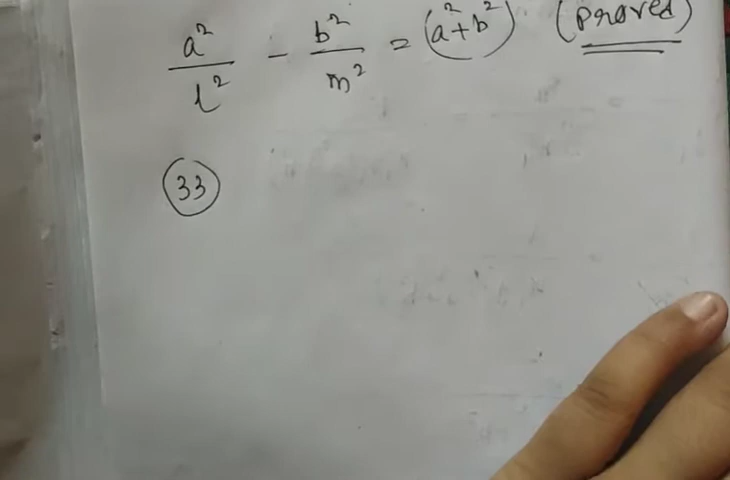 a²/l² - b²/m² = (a²+b²) (Proved)
33